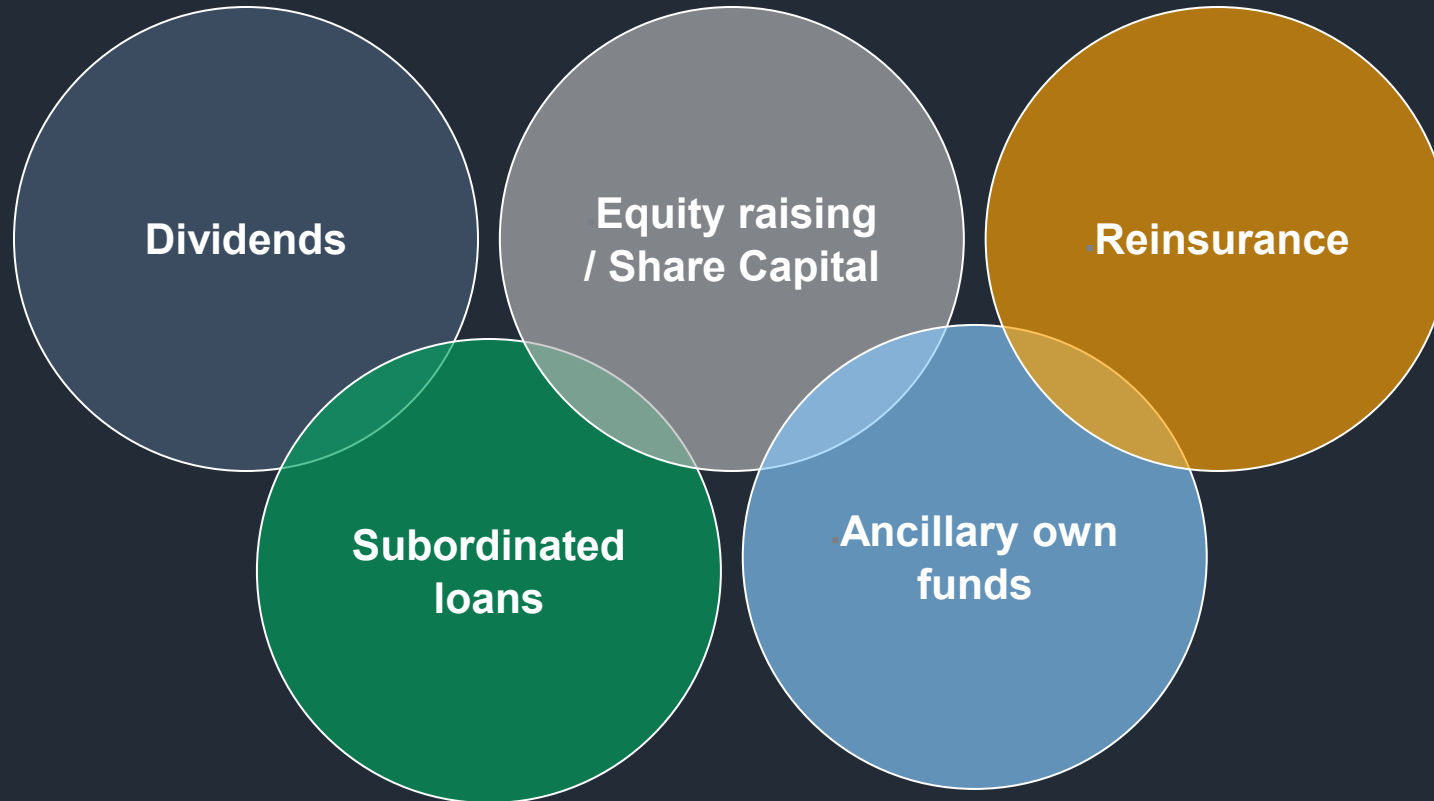 Dividends
Equity raising
/ Share Capital
Reinsurance
Subordinated
loans
Ancillary own
funds